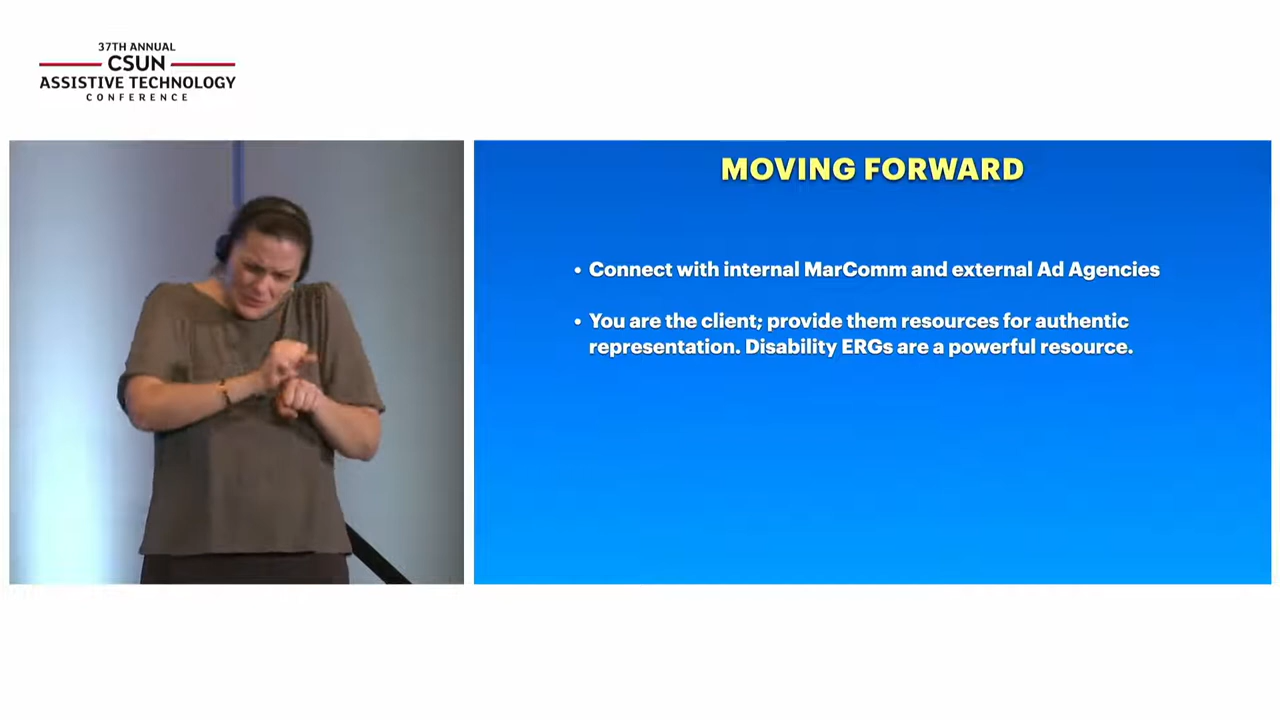 37TH ANNUAL
CSUN
ASSISTIVE TECHNOLOGY
CONFERENCE
MOVING FORWARD
• Connect with internal MarComm and external Ad Agencies
• You are the client; provide them resources for authentic
representation. Disability ERGs are a powerful resource.